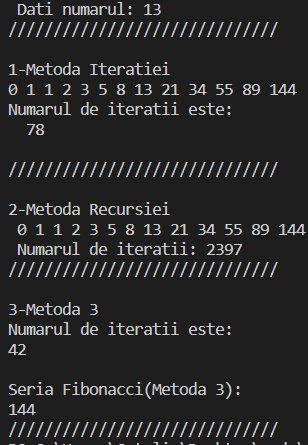 Dati numarul: 13
//////////////////////////////
1-Metoda Iteratiei
0 1 1 2 3 5 8 13 21 34 55 89 144
Numarul de iteratii este:
78
//////////////////////////////
2-Metoda Recursiei
0 1 1 2 3 5 8 13 21 34 55 89 144
Numarul de iteratii: 2397
//////////////////////////////
3-Metoda 3
Numarul de iteratii este:
42
Seria Fibonacci(Metoda 3):
144
//////////////////////////////